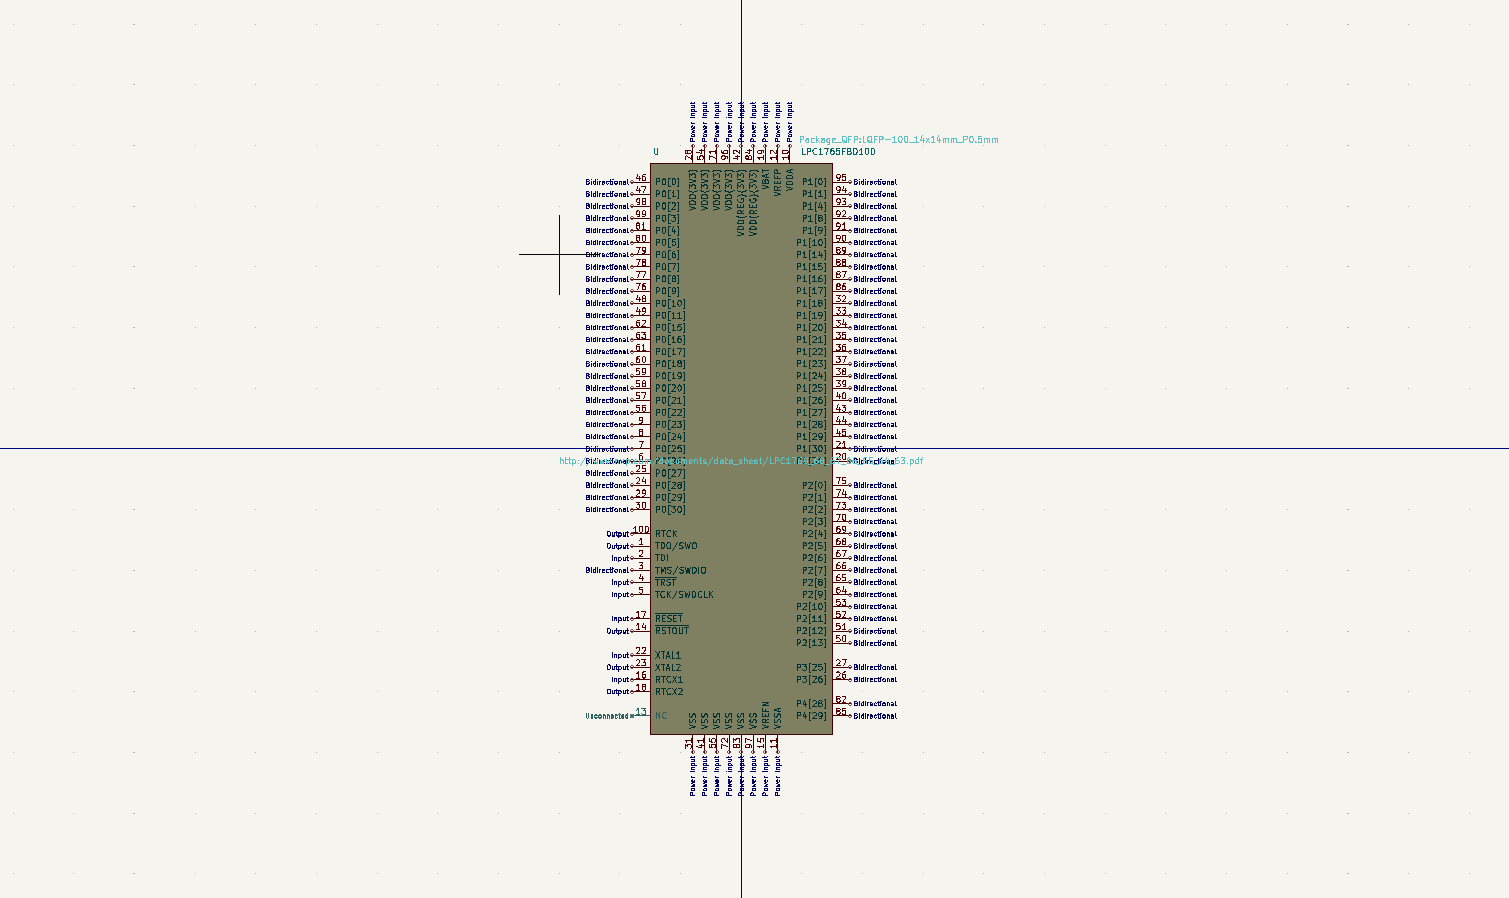 Power Input Power Input Power Input Power Input Power Input Power Input Power Input Power Input Power Input
Package_QFP:LQFP-100_14x14mm_P0.5mm
U 28 54 71 96 42 84 19 12 10 LPC1765FBD100
VDD(3V3) VDD(3V3) VDD(3V3) VDD(3V3) VDD(REG)(3V3) VDD(REG)(3V3) VBAT VREFP VDDA
Bidirectional 46 P0[0] P1[0] 95 Bidirectional
Bidirectional 47 P0[1] P1[1] 94 Bidirectional
Bidirectional 98 P0[2] P1[4] 93 Bidirectional
Bidirectional 99 P0[3] P1[8] 92 Bidirectional
Bidirectional 81 P0[4] P1[9] 91 Bidirectional
Bidirectional 80 P0[5] P1[10] 90 Bidirectional
Bidirectional 79 P0[6] P1[14] 89 Bidirectional
Bidirectional 78 P0[7] P1[15] 88 Bidirectional
Bidirectional 77 P0[8] P1[16] 87 Bidirectional
Bidirectional 76 P0[9] P1[17] 86 Bidirectional
Bidirectional 48 P0[10] P1[18] 32 Bidirectional
Bidirectional 49 P0[11] P1[19] 33 Bidirectional
Bidirectional 62 P0[15] P1[20] 34 Bidirectional
Bidirectional 63 P0[16] P1[21] 35 Bidirectional
Bidirectional 61 P0[17] P1[22] 36 Bidirectional
Bidirectional 60 P0[18] P1[23] 37 Bidirectional
Bidirectional 59 P0[19] P1[24] 38 Bidirectional
Bidirectional 58 P0[20] P1[25] 39 Bidirectional
Bidirectional 57 P0[21] P1[26] 40 Bidirectional
Bidirectional 56 P0[22] P1[27] 43 Bidirectional
Bidirectional 9 P0[23] P1[28] 44 Bidirectional
Bidirectional 8 P0[24] P1[29] 45 Bidirectional
Bidirectional 7 P0[25] P1[30] 21 Bidirectional
6 20
Bidirectional 25 P0[27]
Bidirectional 24 P0[28] P2[0] 75 Bidirectional
Bidirectional 29 P0[29] P2[1] 74 Bidirectional
Bidirectional 30 P0[30] P2[2] 73 Bidirectional
P2[3] 70 Bidirectional
Output 100 RTCK P2[4] 69 Bidirectional
Output 1 TDO/SWO P2[5] 68 Bidirectional
Input 2 TDI P2[6] 67 Bidirectional
Bidirectional 3 TMS/SWDIO P2[7] 66 Bidirectional
Input 4 TRST P2[8] 65 Bidirectional
Input 5 TCK/SWDCLK P2[9] 64 Bidirectional
P2[10] 53 Bidirectional
Input 17 RESET P2[11] 52 Bidirectional
Output 14 RSTOUT P2[12] 51 Bidirectional
P2[13] 50 Bidirectional
Input 22 XTAL1
Output 23 XTAL2 P3[25] 27 Bidirectional
Input 16 RTCX1 P3[26] 26 Bidirectional
Output 18 RTCX2
P4[28] 82 Bidirectional
Unconnected 13 NC P4[29] 85 Bidirectional
VSS VSS VSS VSS VSS VSS VREFN VSSA
31 41 55 72 83 97 15 11
Power Input Power Input Power Input Power Input Power Input Power Input Power Input Power Input